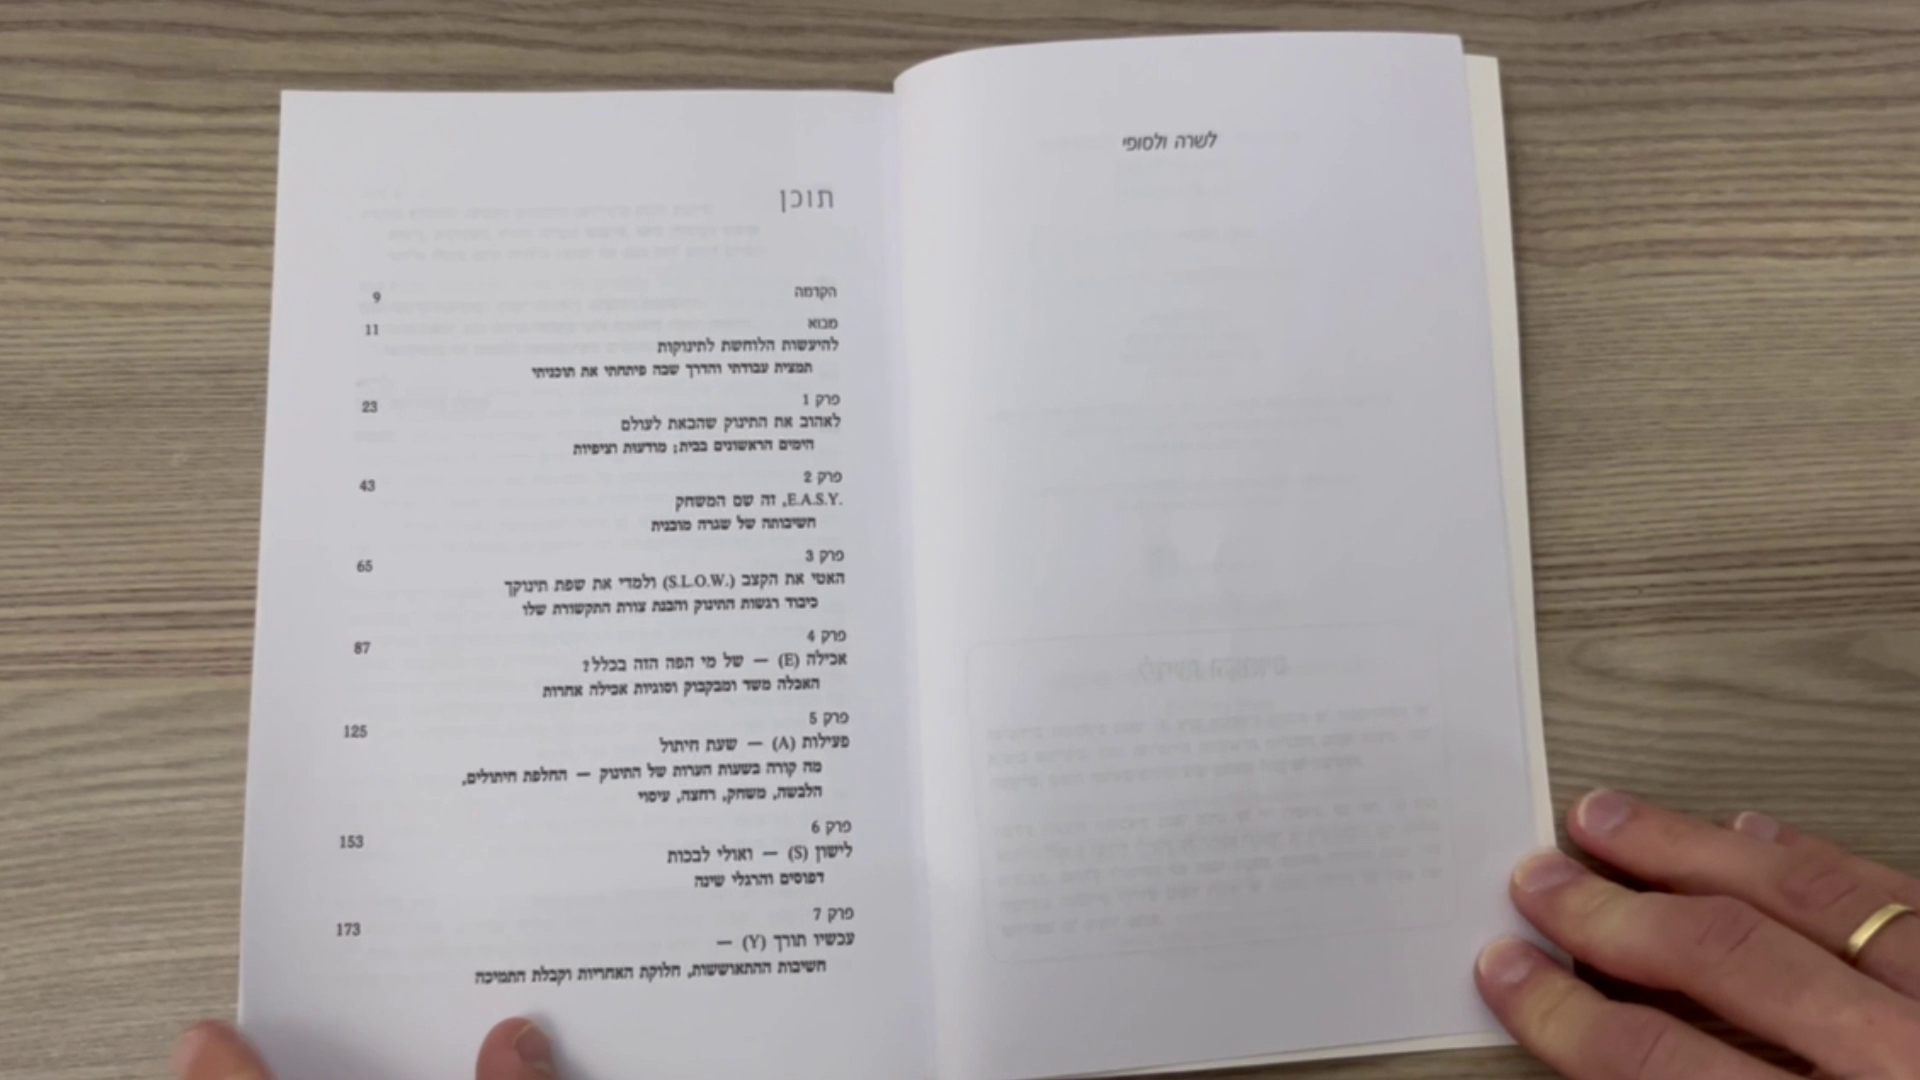 לשרה ולסופי
תוכן
הקדמה 9
מבוא 11
להיעשות הלוחשת לתינוקות
תמצית עבודתי והדרך שבה פיתחתי את תוכניתי
פרק 1 23
לאהוב את התינוק שהבאת לעולם
הימים הראשונים בבית; מודעות וציפיות
פרק 2 43
E.A.S.Y., זה שם המשחק
חשיבותה של שגרה מובנית
פרק 3 65
האטי את הקצב (S.L.O.W.) ולמדי את שפת תינוקך
כיבוד רגשות התינוק והבנת צורת התקשורת שלו
פרק 4 87
אכילה (E) — של מי הפה הזה בכלל?
האכלה משד ומבקבוק וסוגיות אכילה אחרות
פרק 5 125
פעילות (A) — שעת חיתול
מה קורה בשעות הערות של התינוק — החלפת חיתולים,
הלבשה, משחק, רחצה, עיסוי
פרק 6 153
לישון (S) — ואולי לבכות
דפוסים והרגלי שינה
פרק 7 173
עכשיו תורך (Y) —
חשיבות ההתאוששות, חלוקת האחריות וקבלת התמיכה